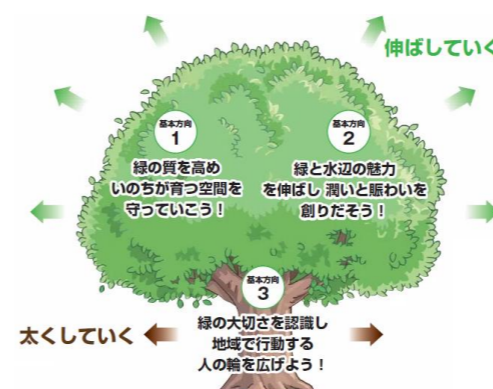 伸ばしていく
基本方向
1
緑の質を高め
いのちが育つ空間を
守っていこう！
基本方向
2
緑と水辺の魅力
を伸ばし 潤いと賑わいを
創りだそう！
基本方向
3
太くしていく
緑の大切さを認識し
地域で行動する
人の輪を広げよう！